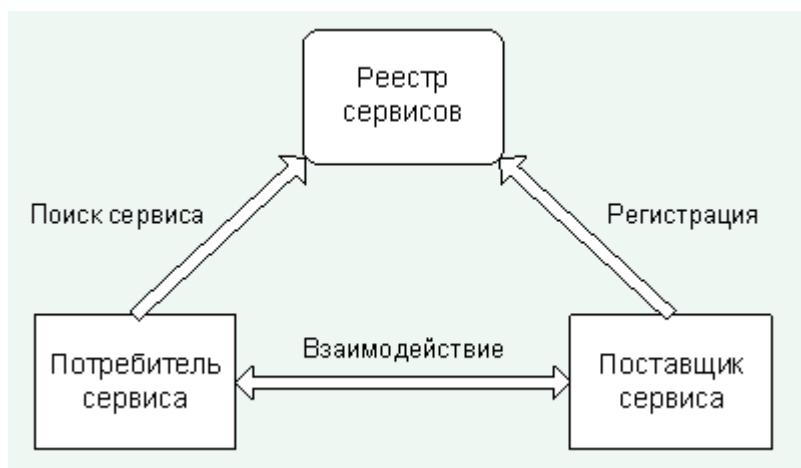 Реестр
сервисов
Поиск сервиса
Регистрация
Взаимодействие
Потребитель
сервиса
Поставщик
сервиса